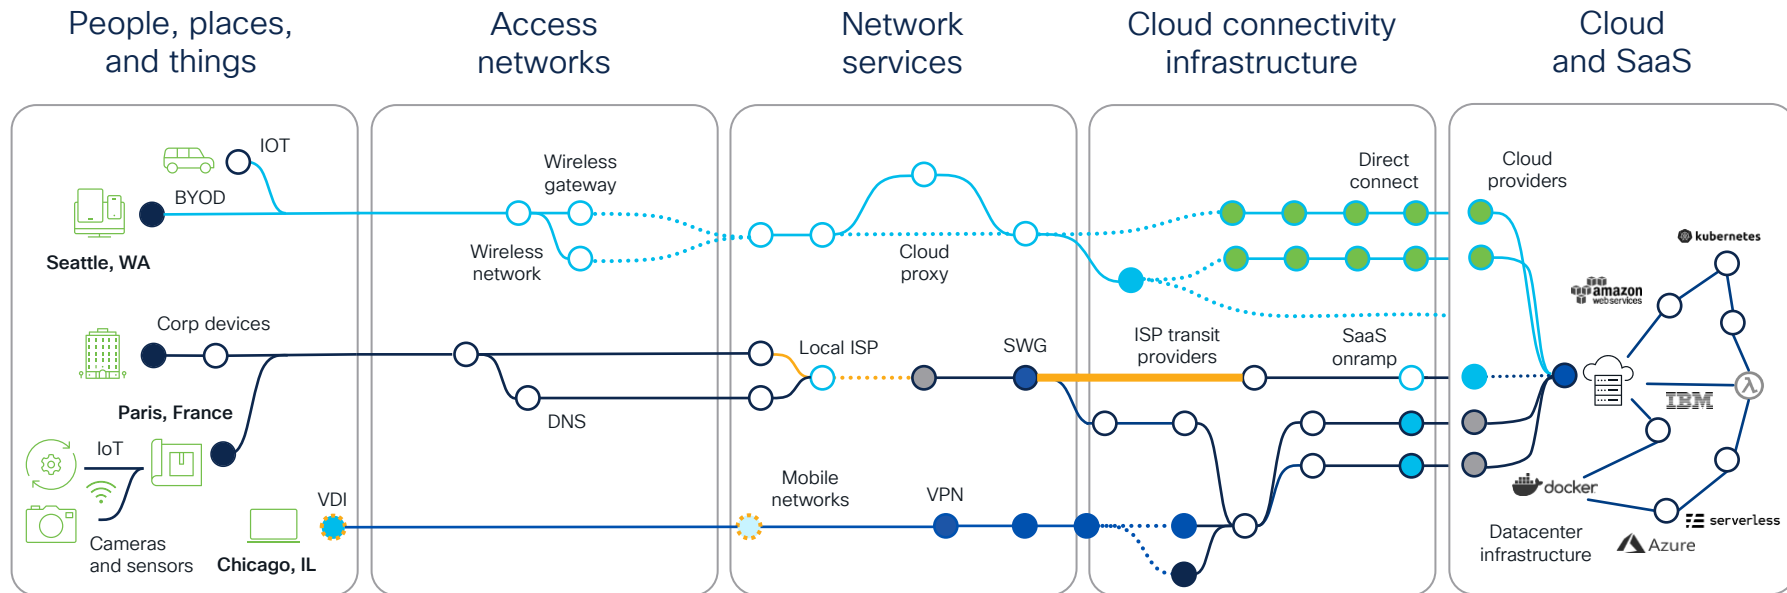 People, places,
and things
Access
networks
Network
services
Cloud connectivity
infrastructure
Cloud
and SaaS
IOT
BYOD
Seattle, WA
Corp devices
Paris, France
IoT
Cameras
and sensors
VDI
Chicago, IL
Wireless
gateway
Wireless
network
DNS
Cloud
proxy
Local ISP
SWG
Mobile
networks
VPN
Direct
connect
ISP transit
providers
SaaS
onramp
Cloud
providers
kubernetes
amazon
webservices
λ
IBM
docker
serverless
Datacenter
infrastructure
Azure